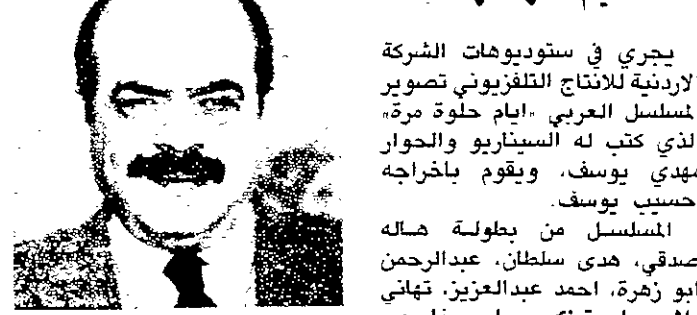 يجري في ستوديوهات الشركة
الاردنية للانتاج التلفزيوني تصوير
المسلسل العربي «ايام حلوة مرة»
الذي كتب له السيناريو والحوار
مهدي يوسف، ويقوم باخراجه
حسيب يوسف.
المسلسل من بطولة هاله
صدقي، هدى سلطان، عبدالرحمن
ابو زهرة، احمد عبدالعزيز، تهاني